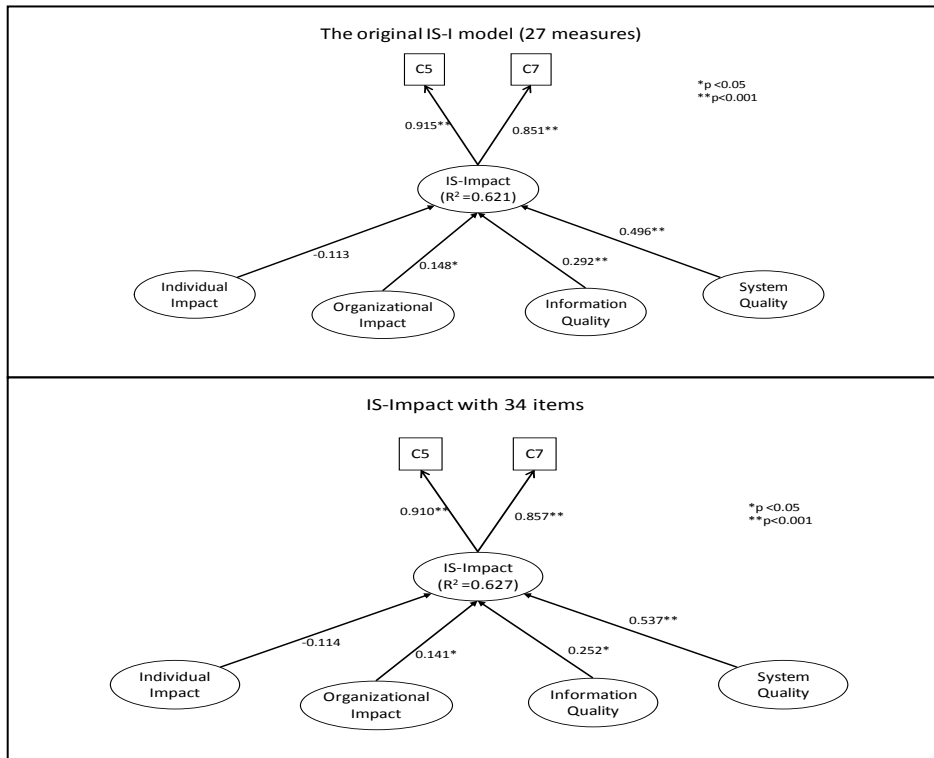 The original IS-I model (27 measures)
C5
C7
*p <0.05
**p<0.001
0.915**
0.851**
IS-Impact
(R² =0.621)
0.496**
-0.113
0.148*
0.292**
Individual
Impact
Organizational
Impact
Information
Quality
System
Quality
IS-Impact with 34 items
C5
C7
*p <0.05
**p<0.001
0.910**
0.857**
IS-Impact
(R² =0.627)
0.537**
-0.114
0.141*
0.252*
Individual
Impact
Organizational
Impact
Information
Quality
System
Quality